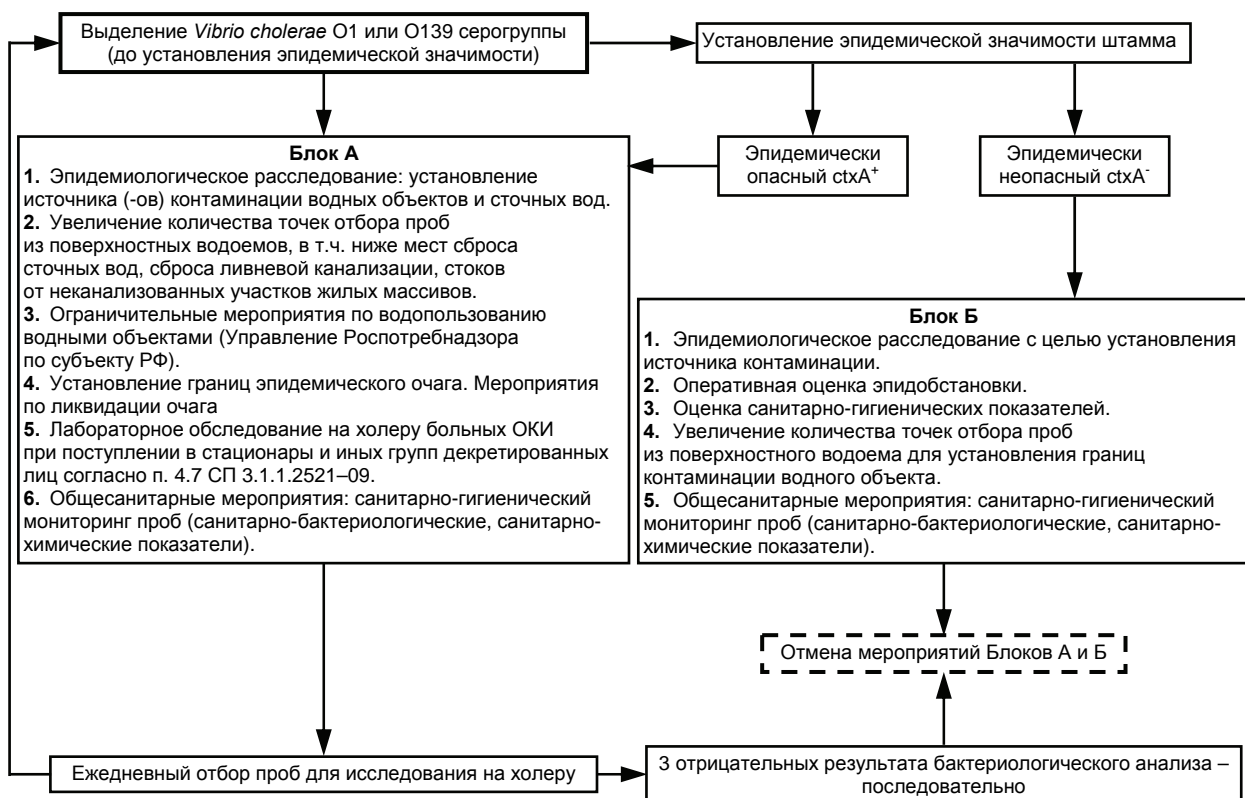 Выделение Vibrio cholerae O1 или O139 серогруппы
(до установления эпидемической значимости)
Установление эпидемической значимости штамма
Эпидемически
опасный ctxA⁺
Эпидемически
неопасный ctxA⁻
Блок А
1. Эпидемиологическое расследование: установление
источника (-ов) контаминации водных объектов и сточных вод.
2. Увеличение количества точек отбора проб
из поверхностных водоемов, в т.ч. ниже мест сброса
сточных вод, сброса ливневой канализации, стоков
от неканализованных участков жилых массивов.
3. Ограничительные мероприятия по водопользованию
водными объектами (Управление Роспотребнадзора
по субъекту РФ).
4. Установление границ эпидемического очага. Мероприятия
по ликвидации очага
5. Лабораторное обследование на холеру больных ОКИ
при поступлении в стационары и иных групп декретированных
лиц согласно п. 4.7 СП 3.1.1.2521–09.
6. Общесанитарные мероприятия: санитарно-гигиенический
мониторинг проб (санитарно-бактериологические, санитарно-
химические показатели).
Блок Б
1. Эпидемиологическое расследование с целью установления
источника контаминации.
2. Оперативная оценка эпидобстановки.
3. Оценка санитарно-гигиенических показателей.
4. Увеличение количества точек отбора проб
из поверхностного водоема для установления границ
контаминации водного объекта.
5. Общесанитарные мероприятия: санитарно-гигиенический
мониторинг проб (санитарно-бактериологические, санитарно-
химические показатели).
Отмена мероприятий Блоков А и Б
Ежедневный отбор проб для исследования на холеру
3 отрицательных результата бактериологического анализа –
последовательно